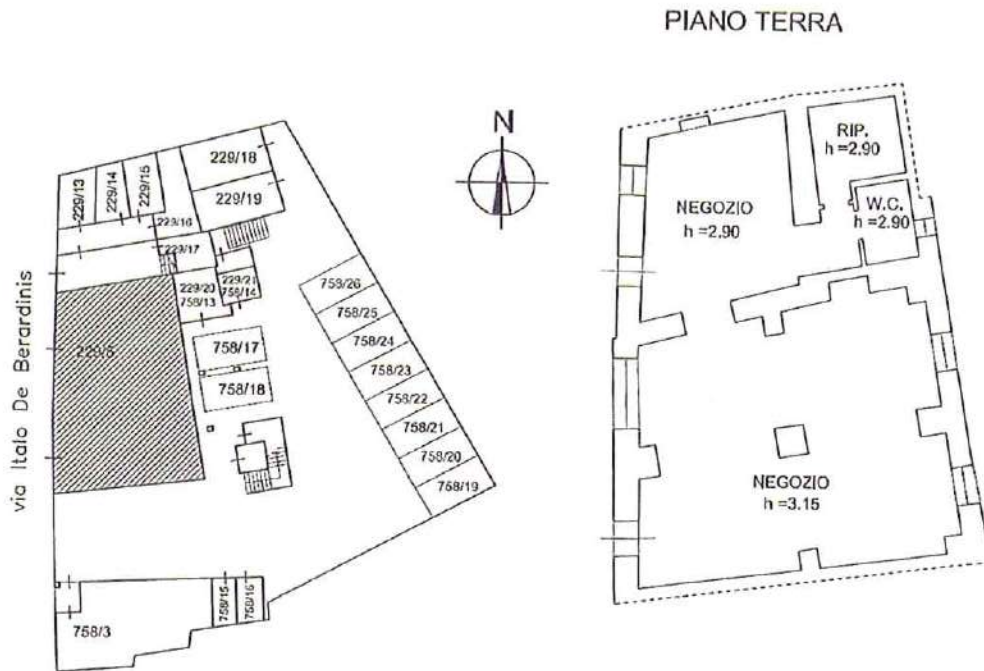 PIANO TERRA
N
via Italo De Berardinis
229/13
229/14
229/15
229/18
229/19
229/16
229/17
229/20
758/13
229/21
758/14
758/17
758/18
758/26
758/25
758/24
758/23
758/22
758/21
758/20
758/19
758/3
758/15
758/16
RIP.
h =2.90
W.C.
h =2.90
NEGOZIO
h =2.90
NEGOZIO
h =3.15